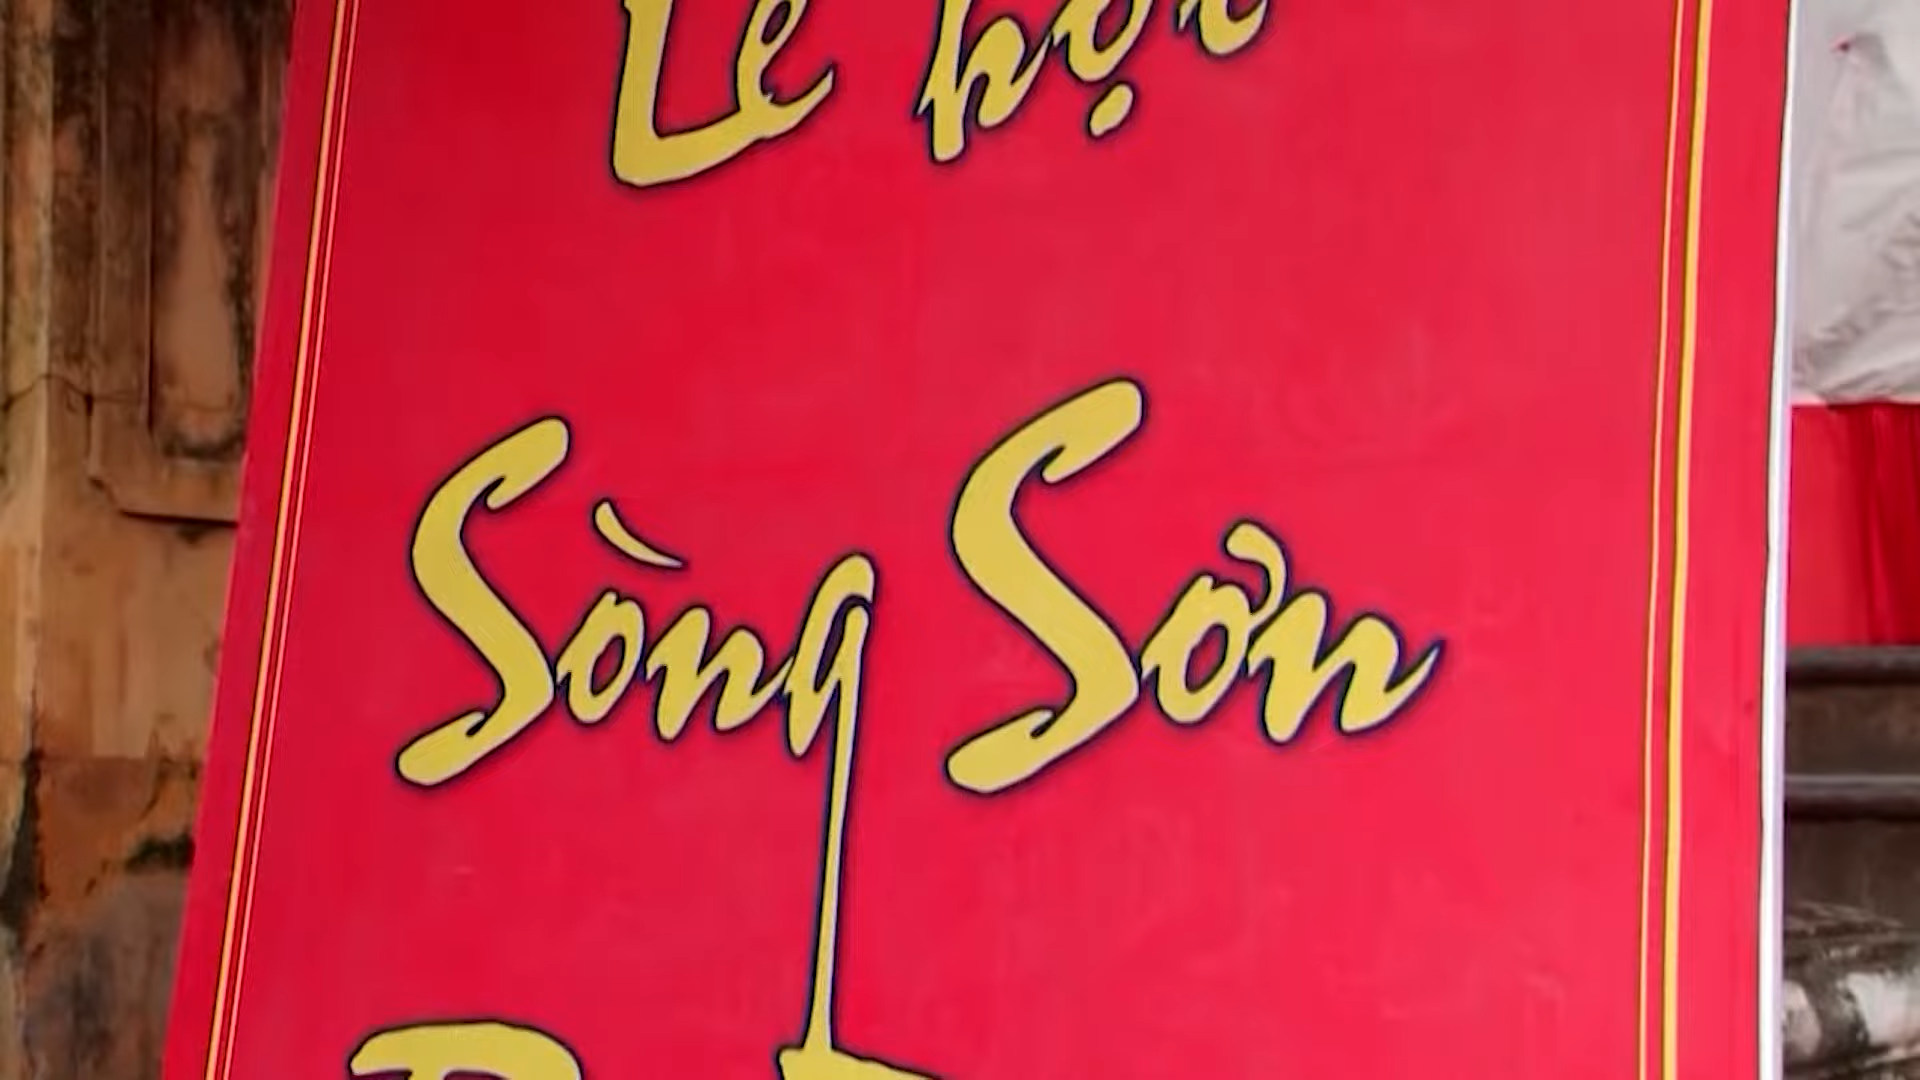 Lễ hội
Sòng Sơn